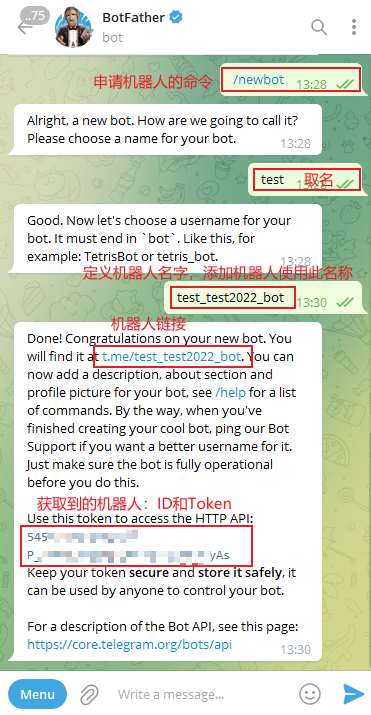 ..75
BotFather
bot
申请机器人的命令 /newbot 13:28
Alright, a new bot. How are we going to call it?
Please choose a name for your bot.
13:28
test 取名
Good. Now let's choose a username for your
bot. It must end in `bot`. Like this, for
example: TetrisBot or tetris_bot.
13:28
定义机器人名字，添加机器人使用此名称
test_test2022_bot 13:30
机器人链接
Done! Congratulations on your new bot. You
will find it at t.me/test_test2022_bot. You can
now add a description, about section and
profile picture for your bot, see /help for a list
of commands. By the way, when you've
finished creating your cool bot, ping our Bot
Support if you want a better username for it.
Just make sure the bot is fully operational
before you do this.
获取到的机器人：ID和Token
Use this token to access the HTTP API:
545
P_ yAs
Keep your token secure and store it safely, it
can be used by anyone to control your bot.
For a description of the Bot API, see this page:
https://core.telegram.org/bots/api
13:30
Menu
Write a message...